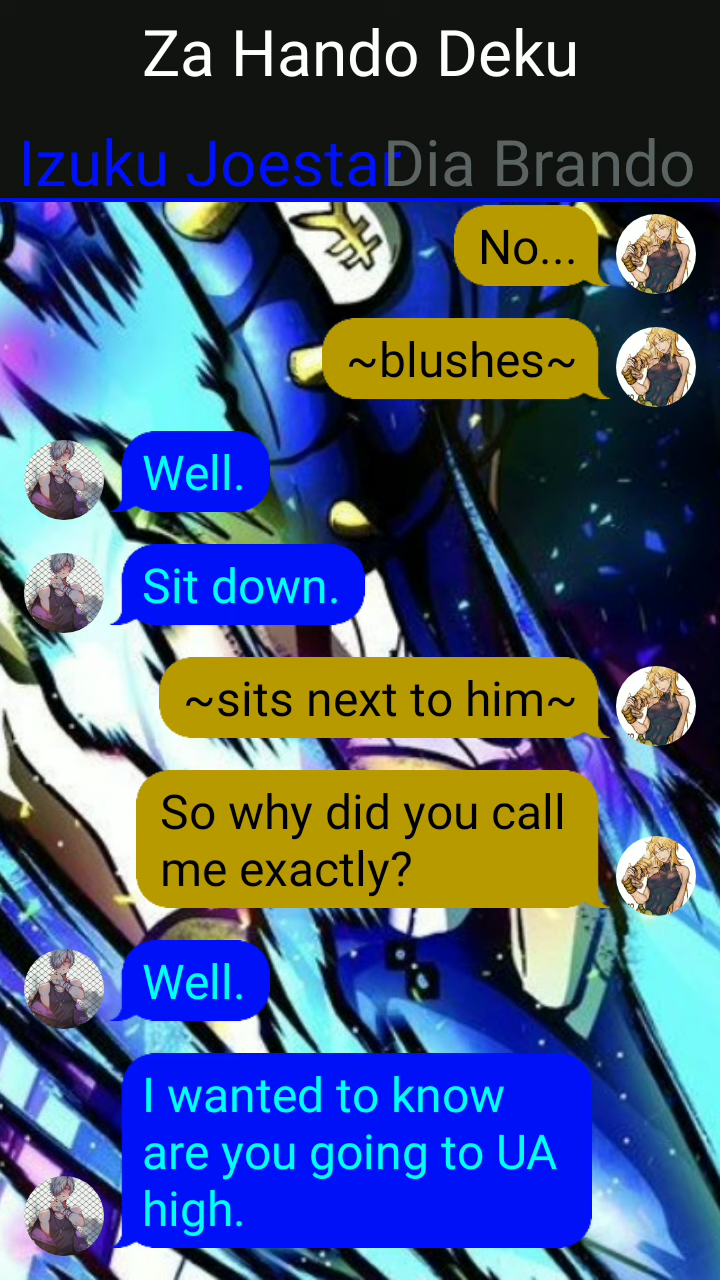 Za Hando Deku
Izuku Joestar
Dia Brando
No...
~blushes~
Well.
Sit down.
~sits next to him~
So why did you call
me exactly?
Well.
I wanted to know
are you going to UA
high.